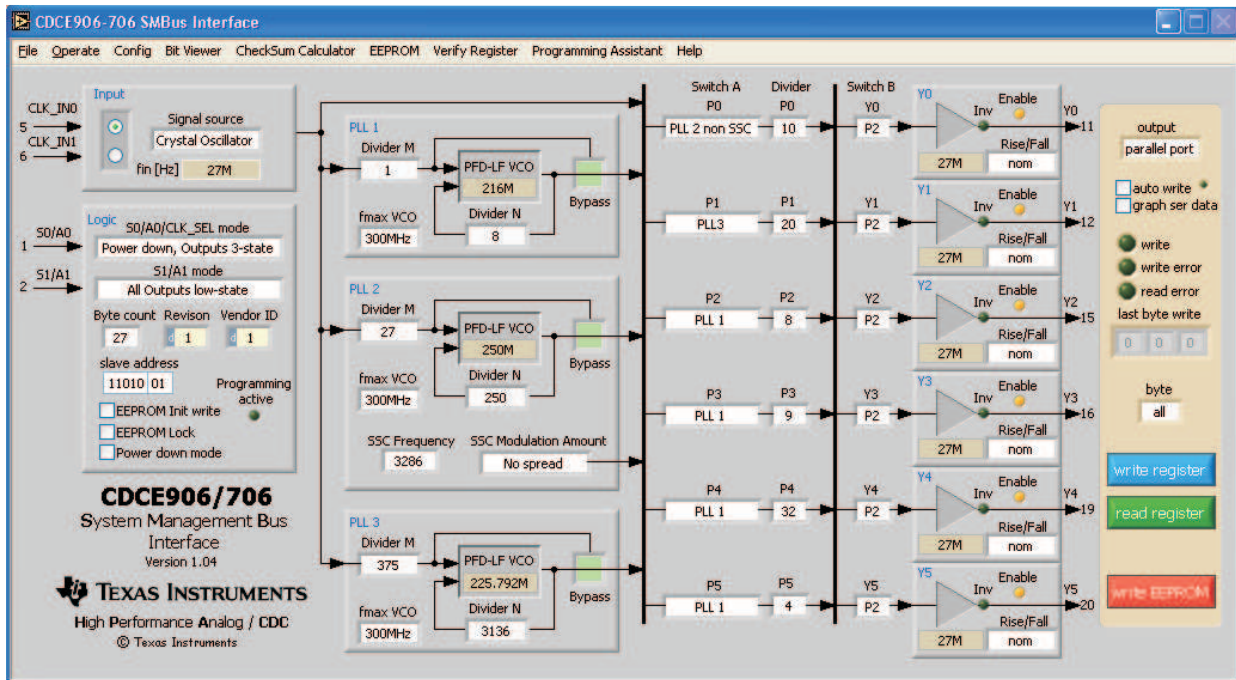 CDCE906-706 SMBus Interface
File Operate Config Bit Viewer CheckSum Calculator EEPROM Verify Register Programming Assistant Help
Input
CLK_IN0
5
CLK_IN1
6
Signal source
Crystal Oscillator
fin [Hz] 27M
Logic
S0/A0/CLK_SEL mode
S0/A0
1
Power down, Outputs 3-state
S1/A1 mode
S1/A1
2
All Outputs low-state
Byte count Revison Vendor ID
27 d 1 d 1
slave address
11010 01
Programming
active
EEPROM Init write
EEPROM Lock
Power down mode
CDCE906/706
System Management Bus
Interface
Version 1.04
TEXAS INSTRUMENTS
High Performance Analog / CDC
© Texas Instruments
PLL 1
Divider M
1
PFD-LF VCO
216M
Bypass
fmax VCO
300MHz
Divider N
8
PLL 2
Divider M
27
PFD-LF VCO
250M
Bypass
fmax VCO
300MHz
Divider N
250
SSC Frequency
3286
SSC Modulation Amount
No spread
PLL 3
Divider M
375
PFD-LF VCO
225.792M
Bypass
fmax VCO
300MHz
Divider N
3136
Switch A Divider Switch B
P0 P0 Y0
PLL 2 non SSC 10 P2
P1 P1 Y1
PLL3 20 P2
P2 P2 Y2
PLL 1 8 P2
P3 P3 Y3
PLL 1 9 P2
P4 P4 Y4
PLL 1 32 P2
P5 P5 Y5
PLL 1 4 P2
Y0
Enable
Inv
Y0
11
Rise/Fall
27M nom
Y1
Enable
Inv
Y1
12
Rise/Fall
27M nom
Y2
Enable
Inv
Y2
15
Rise/Fall
27M nom
Y3
Enable
Inv
Y3
16
Rise/Fall
27M nom
Y4
Enable
Inv
Y4
19
Rise/Fall
27M nom
Y5
Enable
Inv
Y5
20
Rise/Fall
27M nom
output
parallel port
auto write
graph ser data
write
write error
read error
last byte write
0 0 0
byte
all
write register
read register
write EEPROM